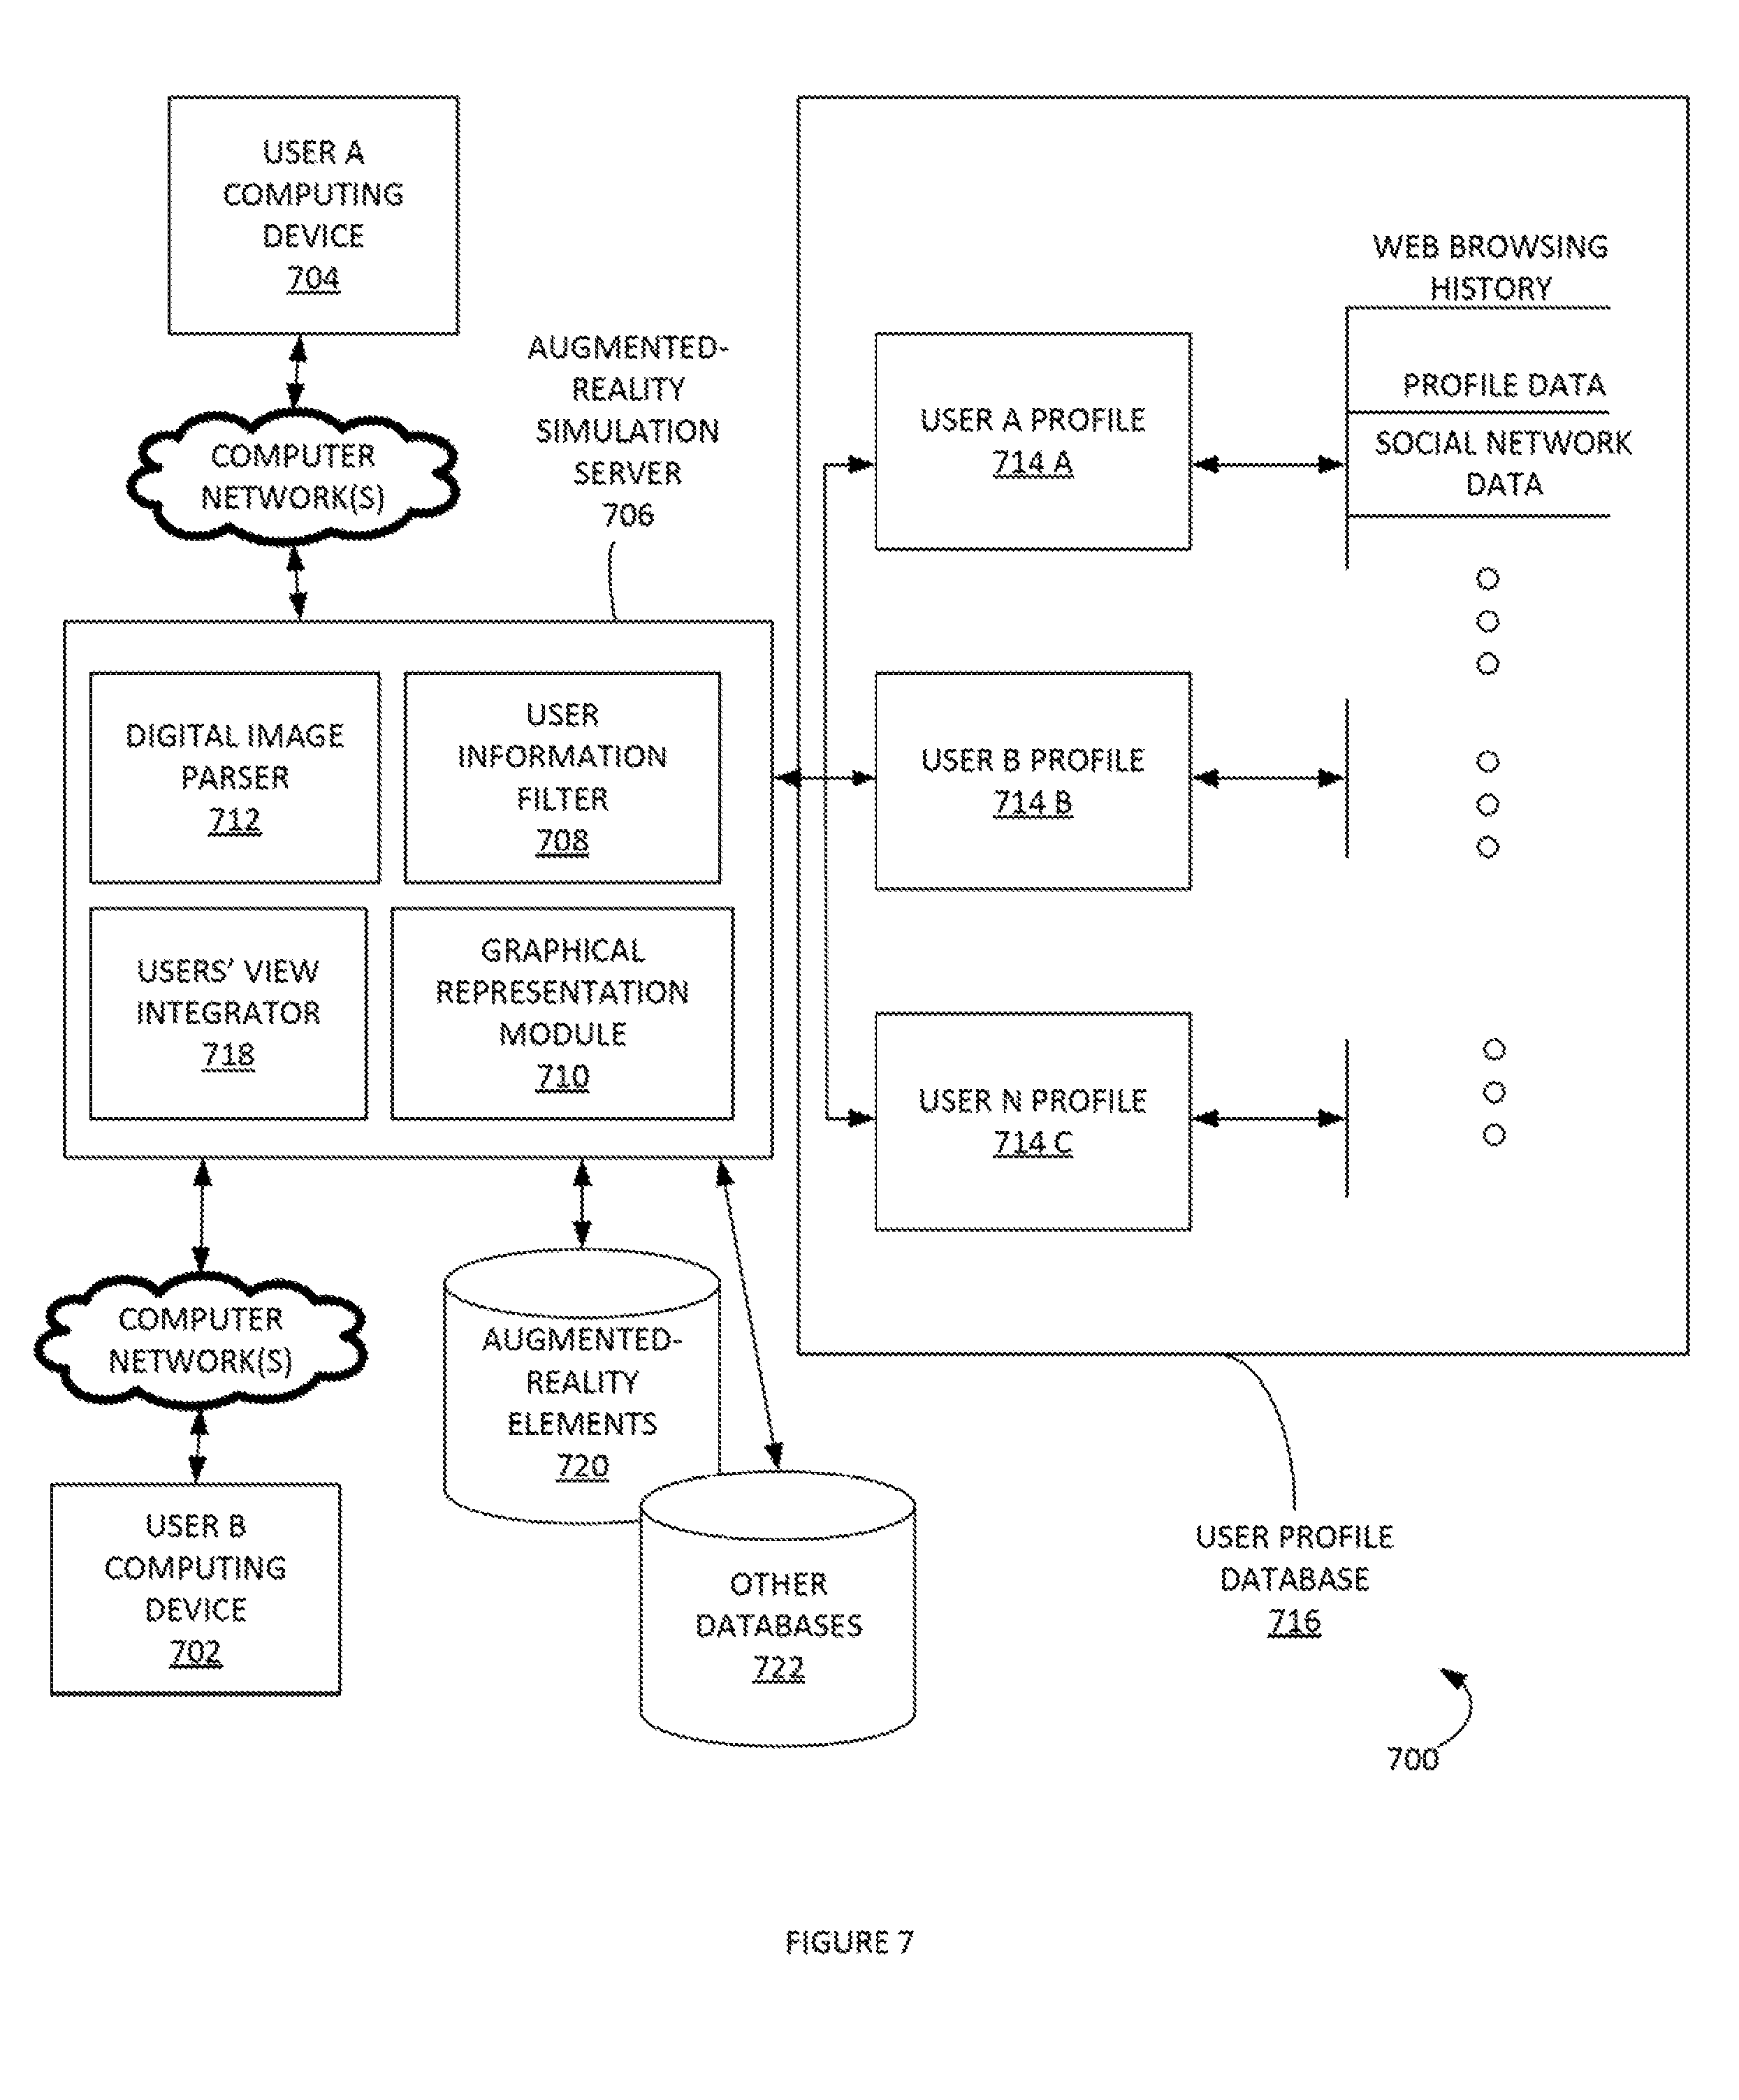 USER A
COMPUTING
DEVICE
704
COMPUTER
NETWORK(S)
AUGMENTED-
REALITY
SIMULATION
SERVER
706
DIGITAL IMAGE
PARSER
712
USER
INFORMATION
FILTER
708
USERS' VIEW
INTEGRATOR
718
GRAPHICAL
REPRESENTATION
MODULE
710
COMPUTER
NETWORK(S)
USER B
COMPUTING
DEVICE
702
AUGMENTED-
REALITY
ELEMENTS
720
OTHER
DATABASES
722
USER A PROFILE
714 A
WEB BROWSING
HISTORY
PROFILE DATA
SOCIAL NETWORK
DATA
USER B PROFILE
714 B
USER N PROFILE
714 C
USER PROFILE
DATABASE
716
700
FIGURE 7